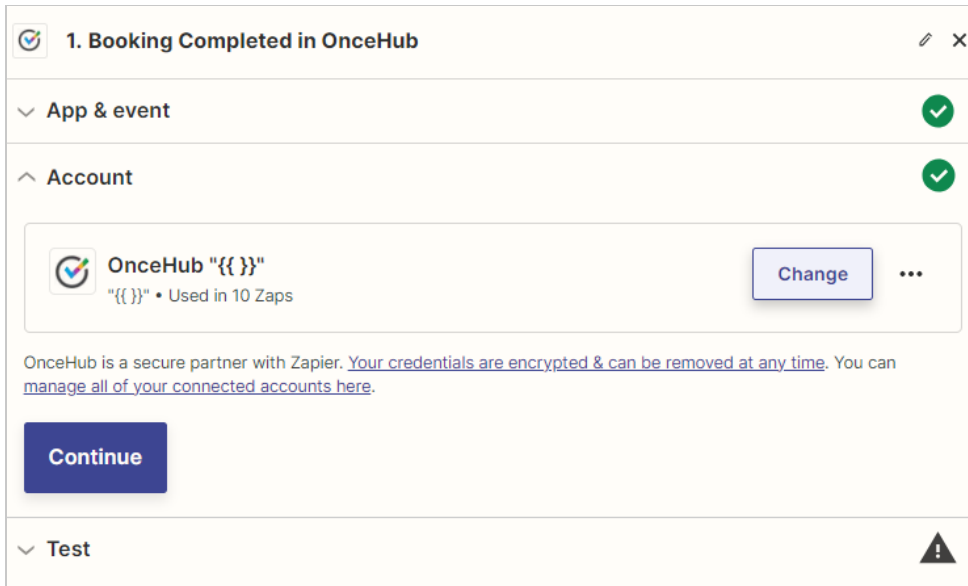 1. Booking Completed in OnceHub
App & event
Account
OnceHub "{{ }}"
"{{ }}" • Used in 10 Zaps
Change
OnceHub is a secure partner with Zapier. Your credentials are encrypted & can be removed at any time. You can
manage all of your connected accounts here.
Continue
Test